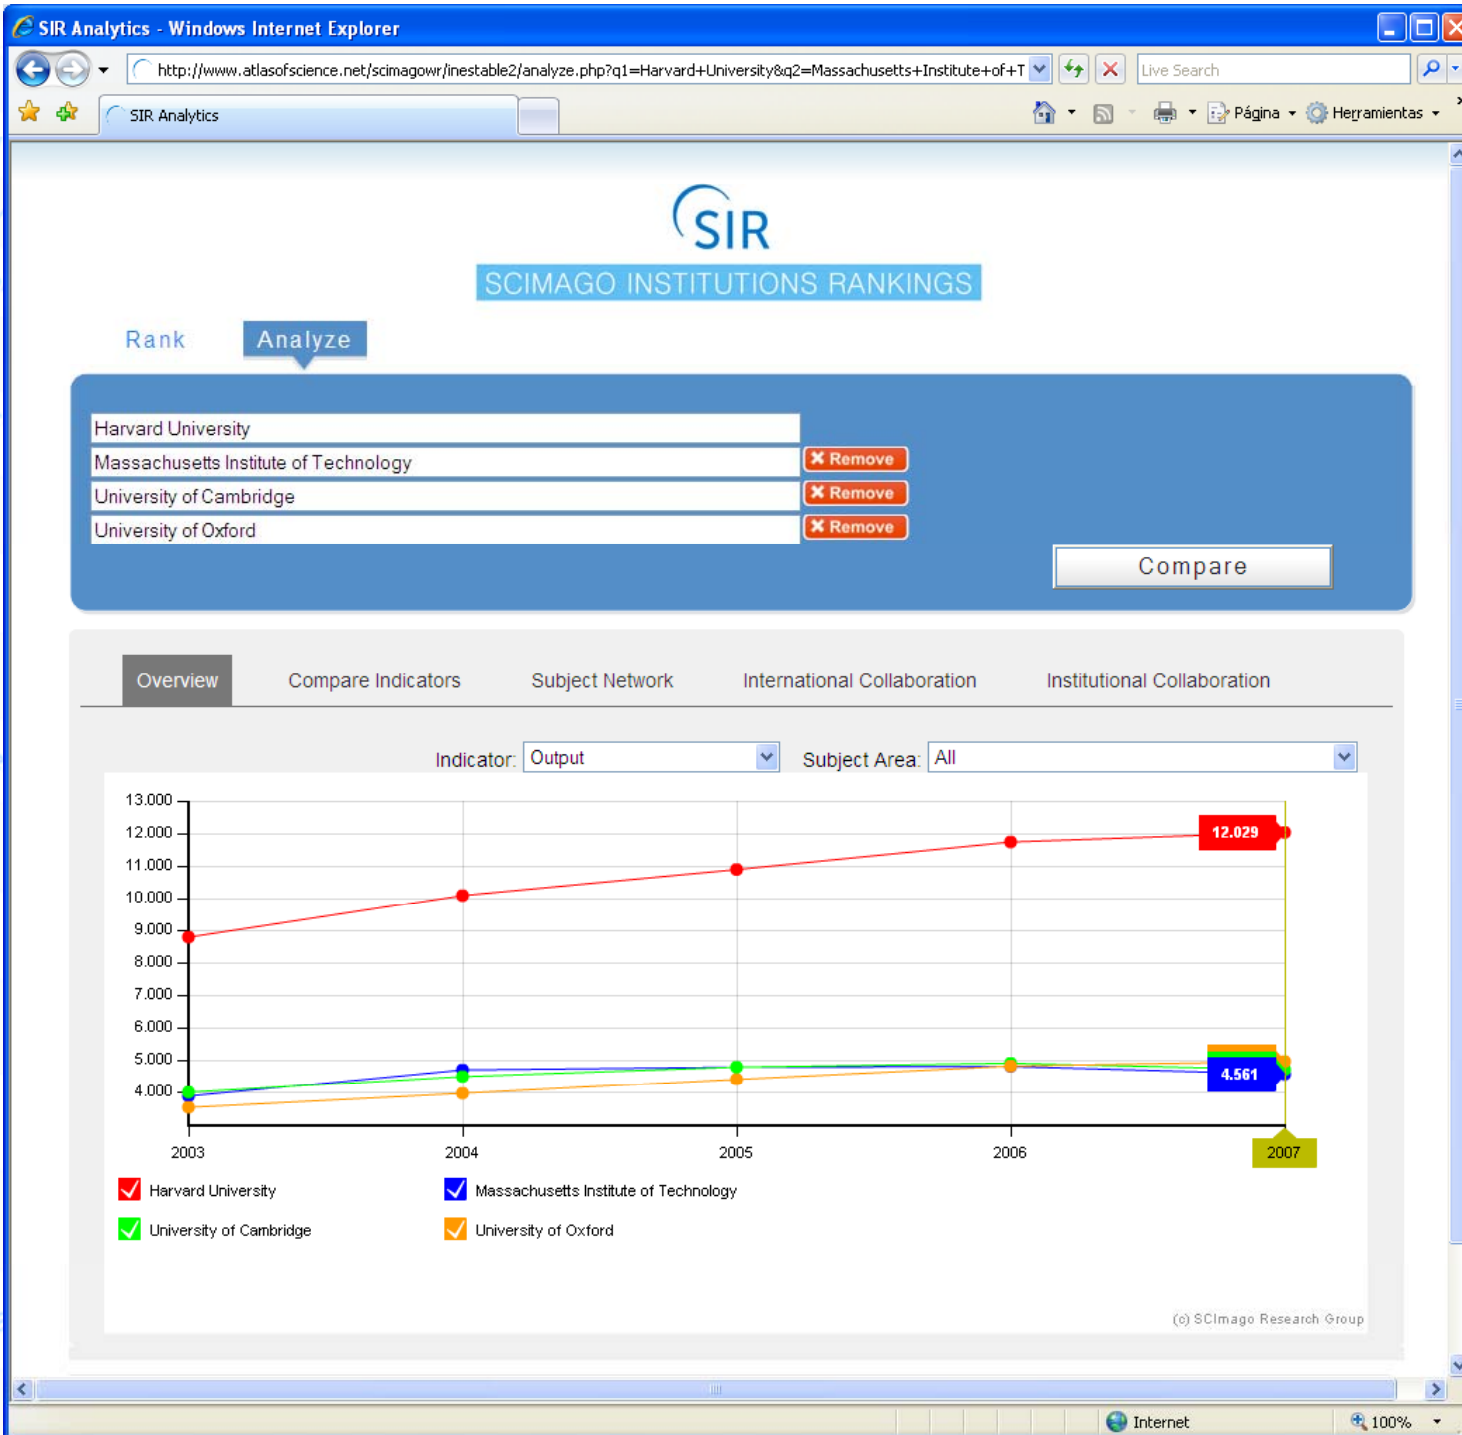 SIR Analytics - Windows Internet Explorer
http://www.atlasofscience.net/scimagowr/inestable2/analyze.php?q1=Harvard+University&q2=Massachusetts+Institute+of+T
Live Search
SIR Analytics
Página
Herramientas
SIR
SCIMAGO INSTITUTIONS RANKINGS
Rank Analyze
Harvard University
Massachusetts Institute of Technology
Remove
University of Cambridge
Remove
University of Oxford
Remove
Compare
Overview Compare Indicators Subject Network International Collaboration Institutional Collaboration
Indicator: Output Subject Area: All
13.000
12.000
12.029
11.000
10.000
9.000
8.000
7.000
6.000
5.000
4.561
4.000
2003 2004 2005 2006 2007
Harvard University Massachusetts Institute of Technology
University of Cambridge University of Oxford
(c) SCImago Research Group
Internet 100%